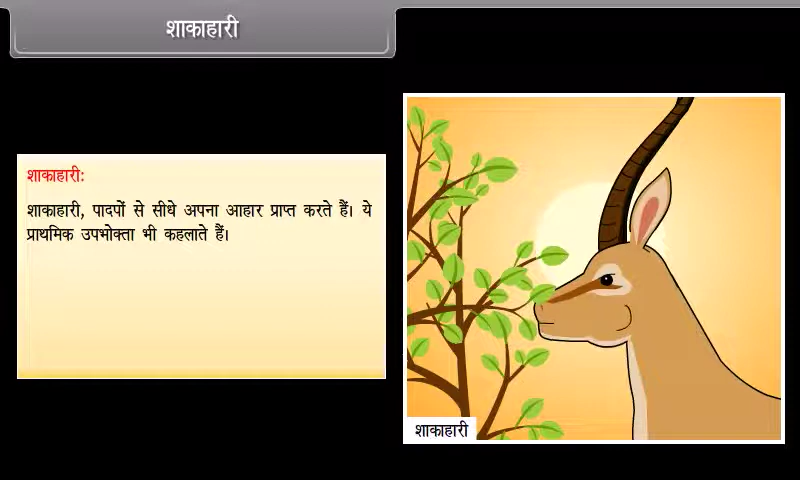 शाकाहारी
शाकाहारी:
शाकाहारी, पादपों से सीधे अपना आहार प्राप्त करते हैं। ये
प्राथमिक उपभोक्ता भी कहलाते हैं।
शाकाहारी